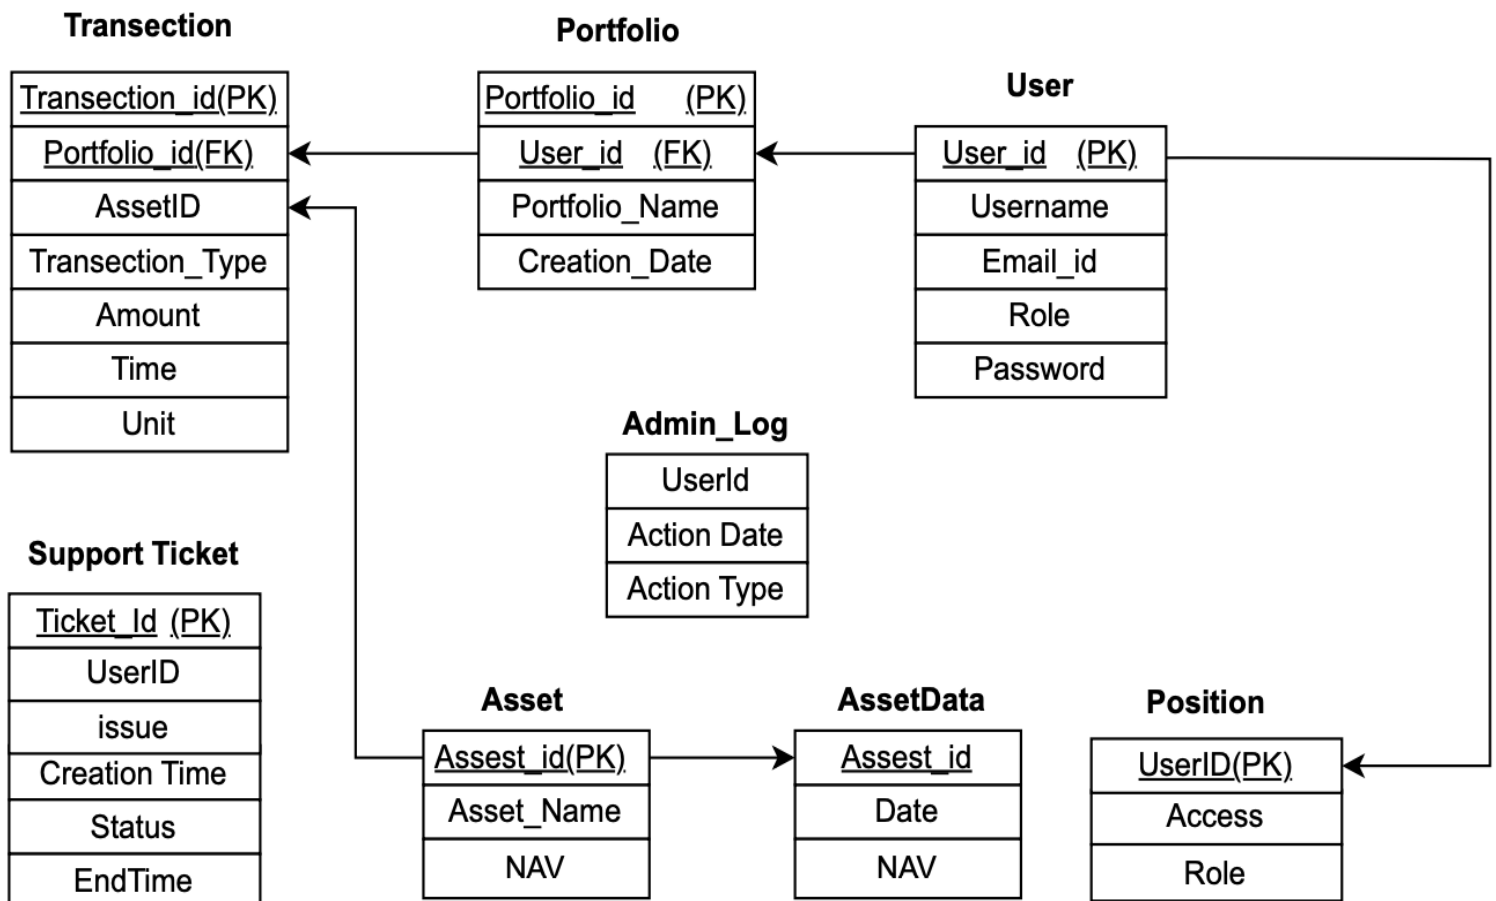 Transection
Transection_id(PK)
Portfolio_id(FK)
AssetID
Transection_Type
Amount
Time
Unit
Portfolio
Portfolio_id (PK)
User_id (FK)
Portfolio_Name
Creation_Date
User
User_id (PK)
Username
Email_id
Role
Password
Admin_Log
UserId
Action Date
Action Type
Support Ticket
Ticket_Id (PK)
UserID
issue
Creation Time
Status
EndTime
Asset
Assest_id(PK)
Asset_Name
NAV
AssetData
Assest_id
Date
NAV
Position
UserID(PK)
Access
Role